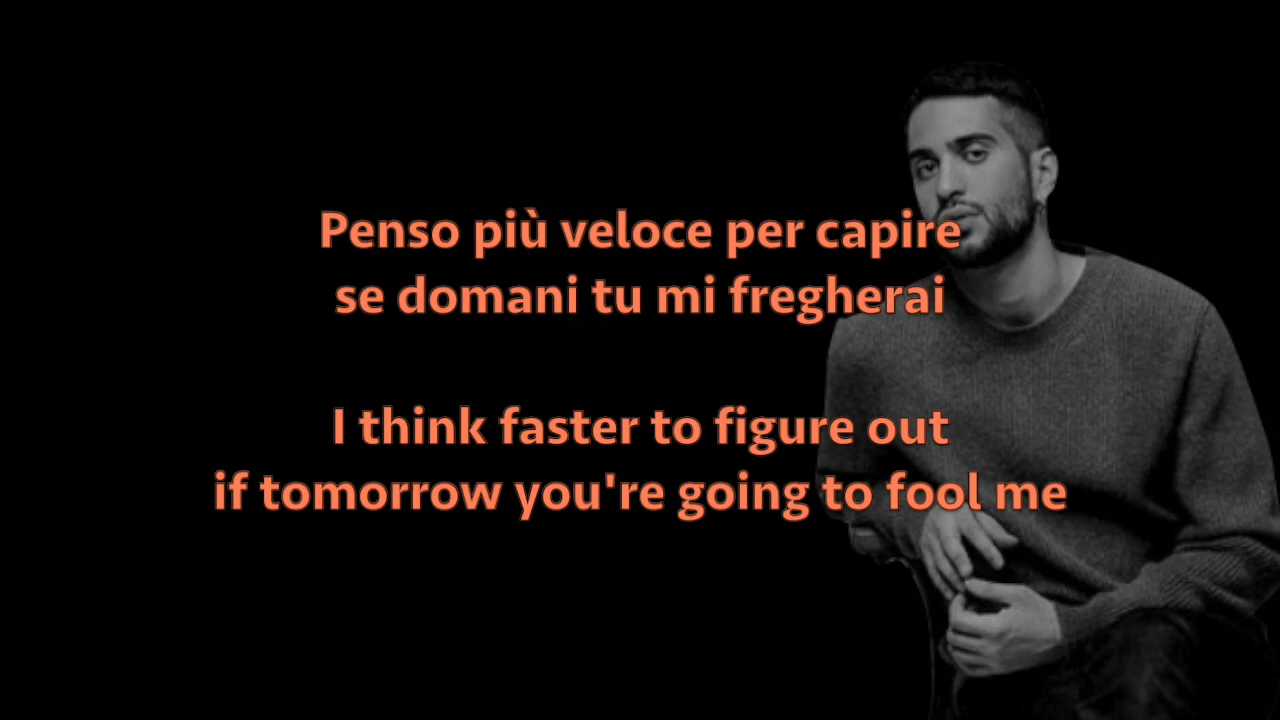 Penso più veloce per capire
se domani tu mi fregherai
I think faster to figure out
if tomorrow you're going to fool me